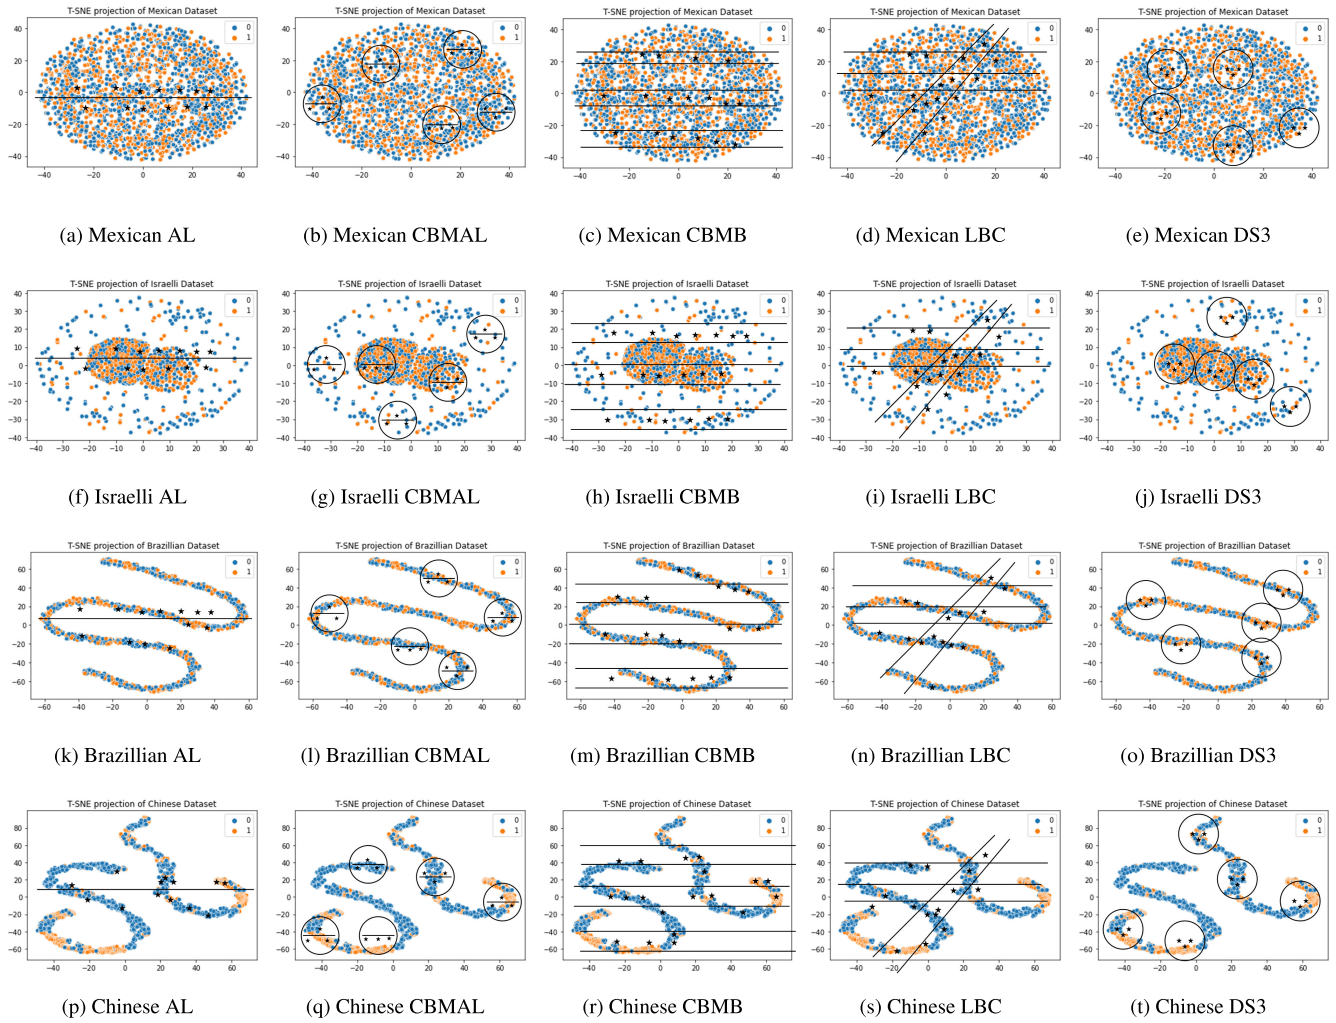 T-SNE projection of Mexican Dataset
T-SNE projection of Mexican Dataset
T-SNE projection of Mexican Dataset
T-SNE projection of Mexican Dataset
T-SNE projection of Mexican Dataset
(a) Mexican AL
(b) Mexican CBMAL
(c) Mexican CBMB
(d) Mexican LBC
(e) Mexican DS3
T-SNE projection of Israelli Dataset
T-SNE projection of Israelli Dataset
T-SNE projection of Israelli Dataset
T-SNE projection of Israelli Dataset
T-SNE projection of Israelli Dataset
(f) Israelli AL
(g) Israelli CBMAL
(h) Israelli CBMB
(i) Israelli LBC
(j) Israelli DS3
T-SNE projection of Brazillian Dataset
T-SNE projection of Brazillian Dataset
T-SNE projection of Brazillian Dataset
T-SNE projection of Brazillian Dataset
T-SNE projection of Brazillian Dataset
(k) Brazillian AL
(l) Brazillian CBMAL
(m) Brazillian CBMB
(n) Brazillian LBC
(o) Brazillian DS3
T-SNE projection of Chinese Dataset
T-SNE projection of Chinese Dataset
T-SNE projection of Chinese Dataset
T-SNE projection of Chinese Dataset
T-SNE projection of Chinese Dataset
(p) Chinese AL
(q) Chinese CBMAL
(r) Chinese CBMB
(s) Chinese LBC
(t) Chinese DS3